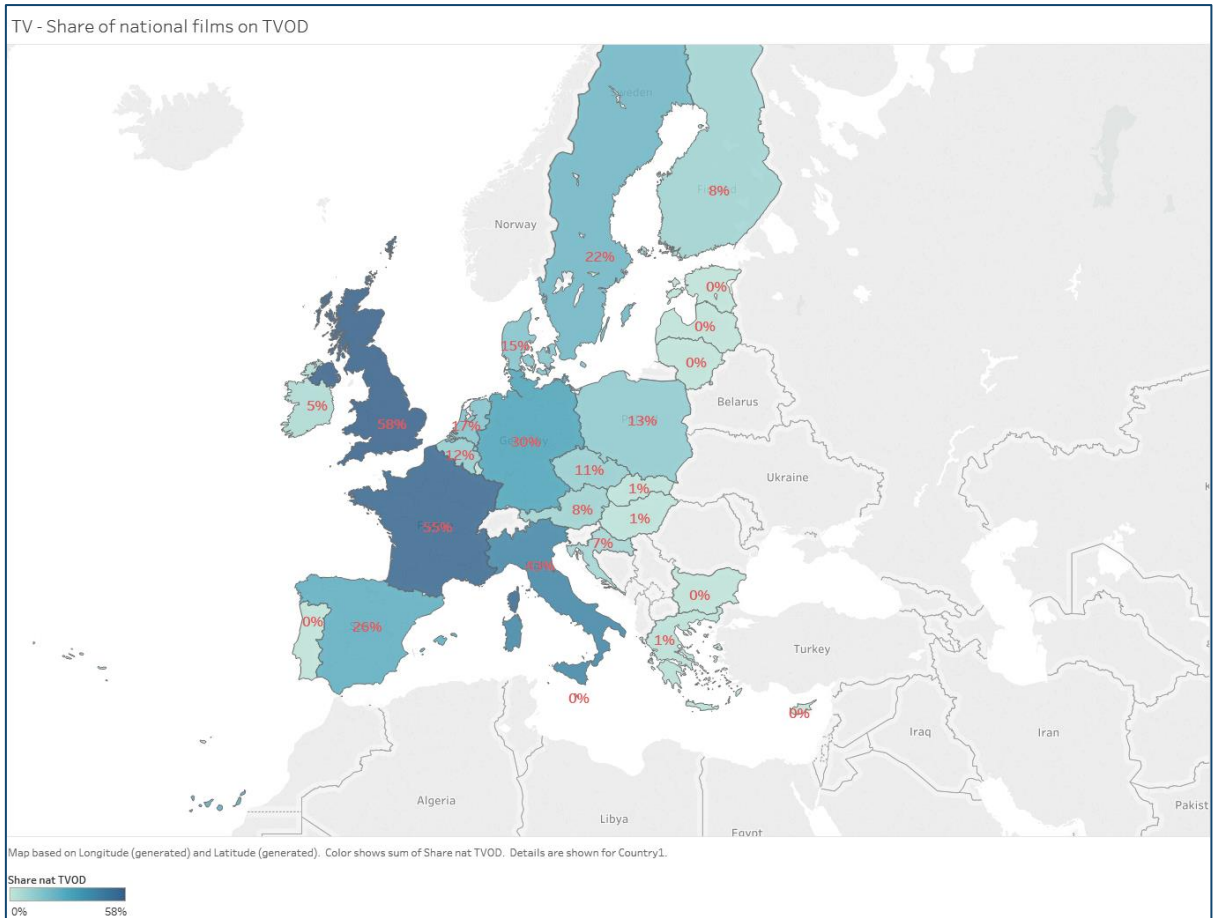 TV - Share of national films on TVOD
Sweden
8%
Norway
22%
0%
0%
15%
0%
Belarus
5%
58%
17%
13%
30%
12%
11%
Ukraine
1%
8%
1%
55%
7%
0%
0%
26%
1%
Turkey
0%
0%
Iraq
Iran
Algeria
Libya
Egypt
Pakist
Map based on Longitude (generated) and Latitude (generated). Color shows sum of Share nat TVOD. Details are shown for Country1.
Share nat TVOD
0%
58%